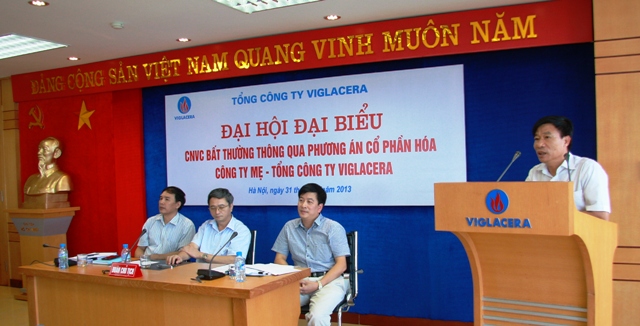 ĐẢNG CỘNG SẢN VIỆT NAM QUANG VINH MUÔN NĂM
TỔNG CÔNG TY VIGLACERA
VIGLACERA
ĐẠI HỘI ĐẠI BIỂU
CNVC BẤT THƯỜNG THÔNG QUA PHƯƠNG ÁN CỔ PHẦN HÓA
CÔNG TY MẸ - TỔNG CÔNG TY VIGLACERA
Hà Nội, ngày 31 2013
VIGLACERA
ĐOÀN CHỦ TỊCH